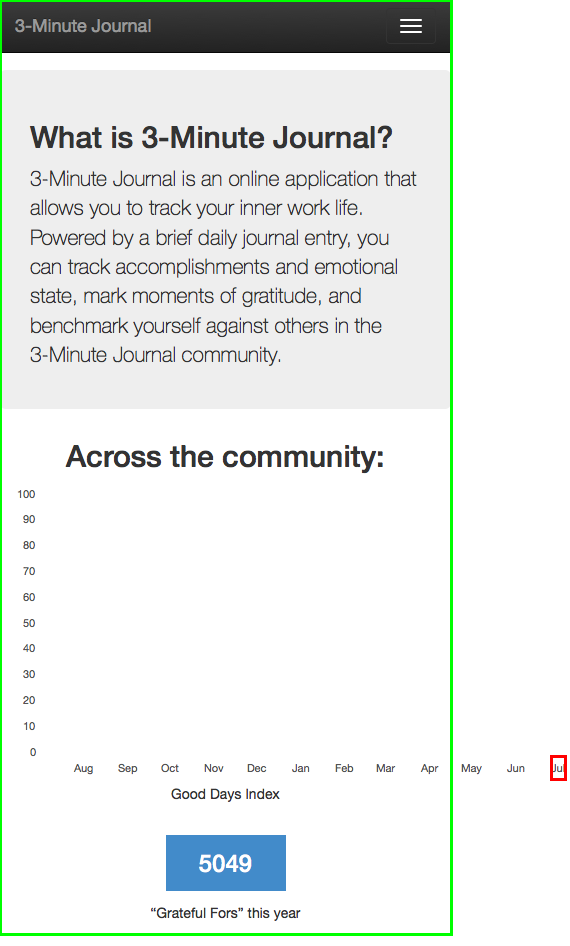 3-Minute Journal
What is 3-Minute Journal?
3-Minute Journal is an online application that
allows you to track your inner work life.
Powered by a brief daily journal entry, you
can track accomplishments and emotional
state, mark moments of gratitude, and
benchmark yourself against others in the
3-Minute Journal community.
Across the community:
100
90
80
70
60
50
40
30
20
10
0
Aug Sep Oct Nov Dec Jan Feb Mar Apr May Jun Jul
Good Days Index
5049
“Grateful Fors” this year